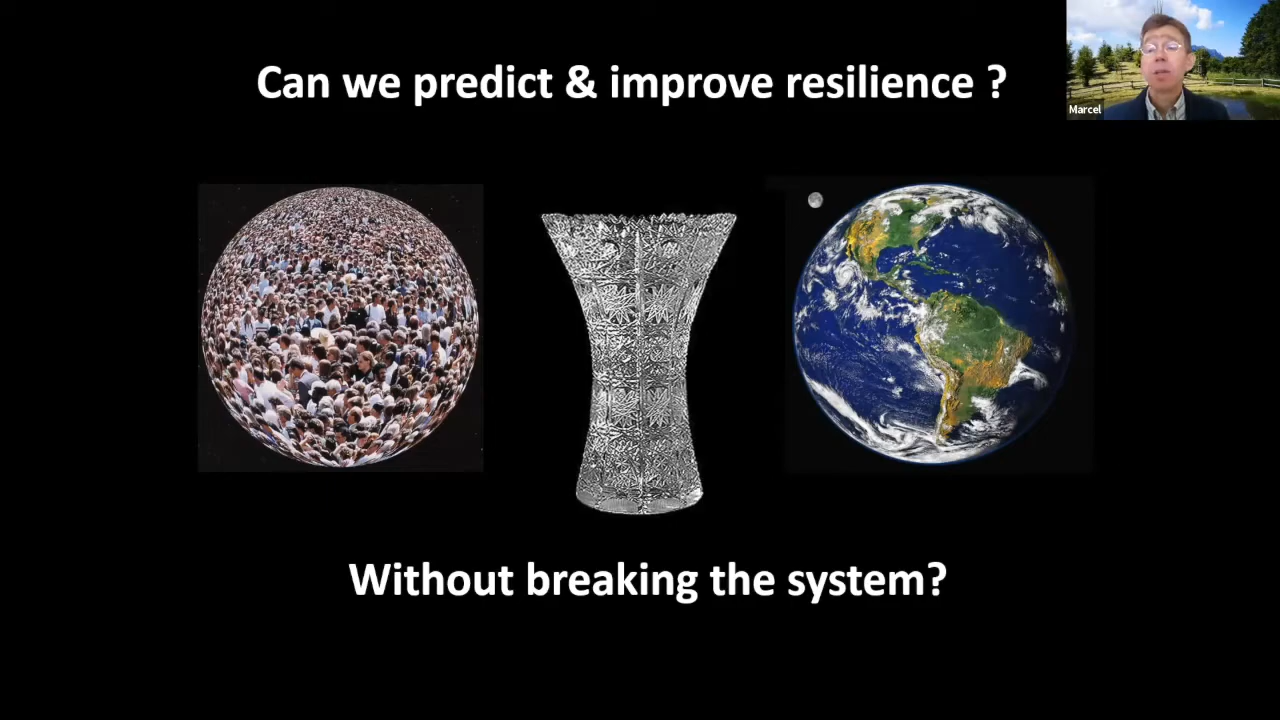 Can we predict & improve resilience ?
Marcel
Without breaking the system?